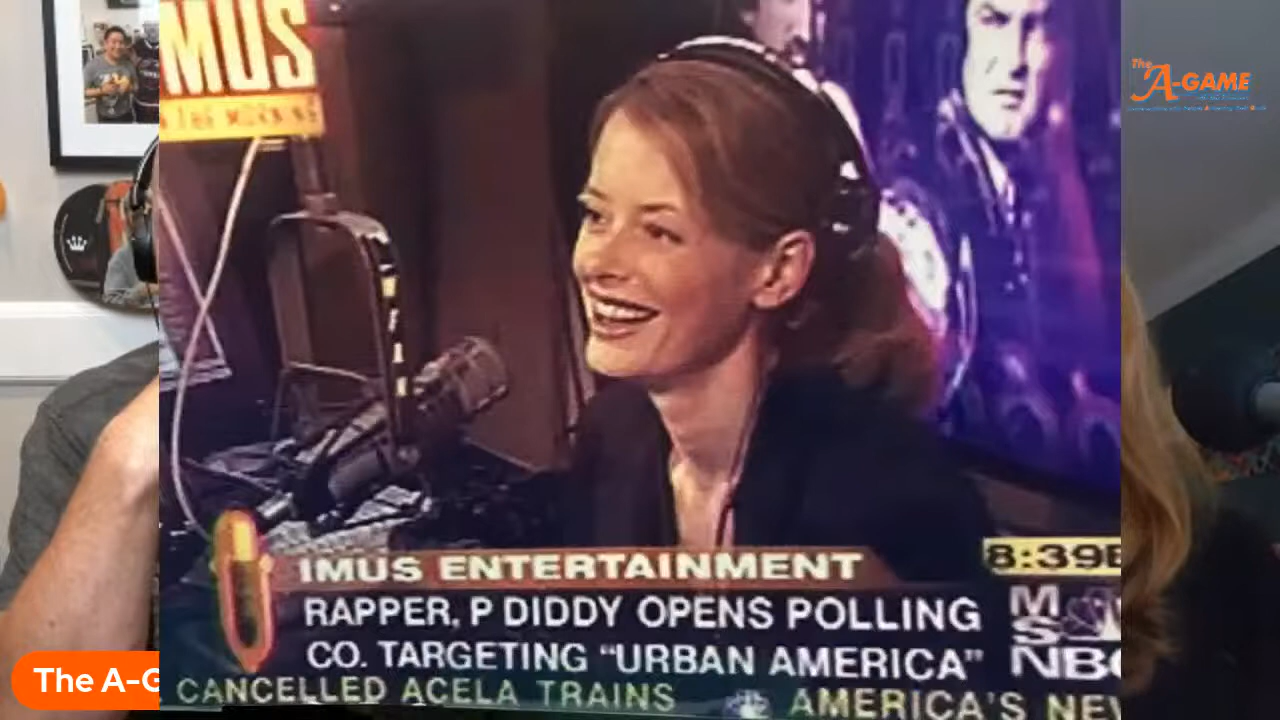 MUS
The
A-GAME
IMUS ENTERTAINMENT
8:39E
RAPPER, P DIDDY OPENS POLLING
CO. TARGETING “URBAN AMERICA”
MS
NBC
The A-G
CANCELLED ACELA TRAINS
AMERICA'S NEW